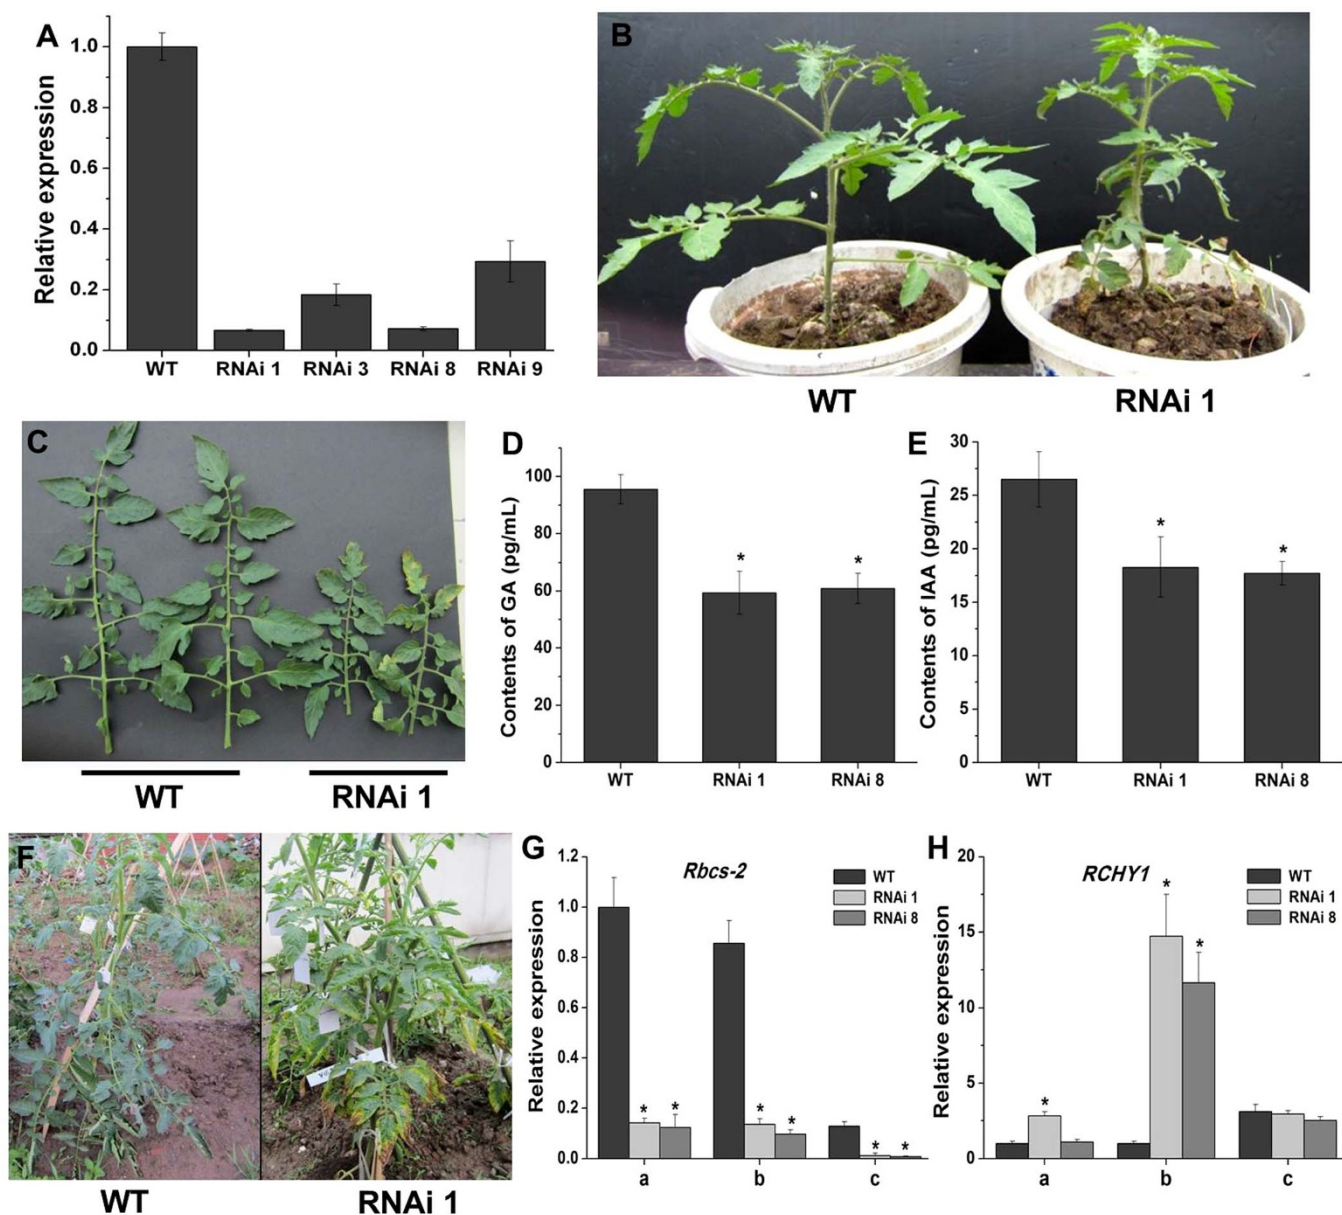 A
Relative expression
1.0
0.8
0.6
0.4
0.2
0.0
WT
RNAi 1
RNAi 3
RNAi 8
RNAi 9
B
WT
RNAi 1
C
WT
RNAi 1
D
Contents of GA (pg/mL)
100
80
60
40
20
0
*
*
WT
RNAi 1
RNAi 8
E
Contents of IAA (pg/mL)
30
25
20
15
10
5
0
*
*
WT
RNAi 1
RNAi 8
F
WT
RNAi 1
G
Rbcs-2
WT
RNAi 1
RNAi 8
Relative expression
1.2
1.0
0.8
0.6
0.4
0.2
0.0
* *
* *
* *
a
b
c
H
RCHY1
WT
RNAi 1
RNAi 8
Relative expression
20
15
10
5
0
*
*
*
a
b
c